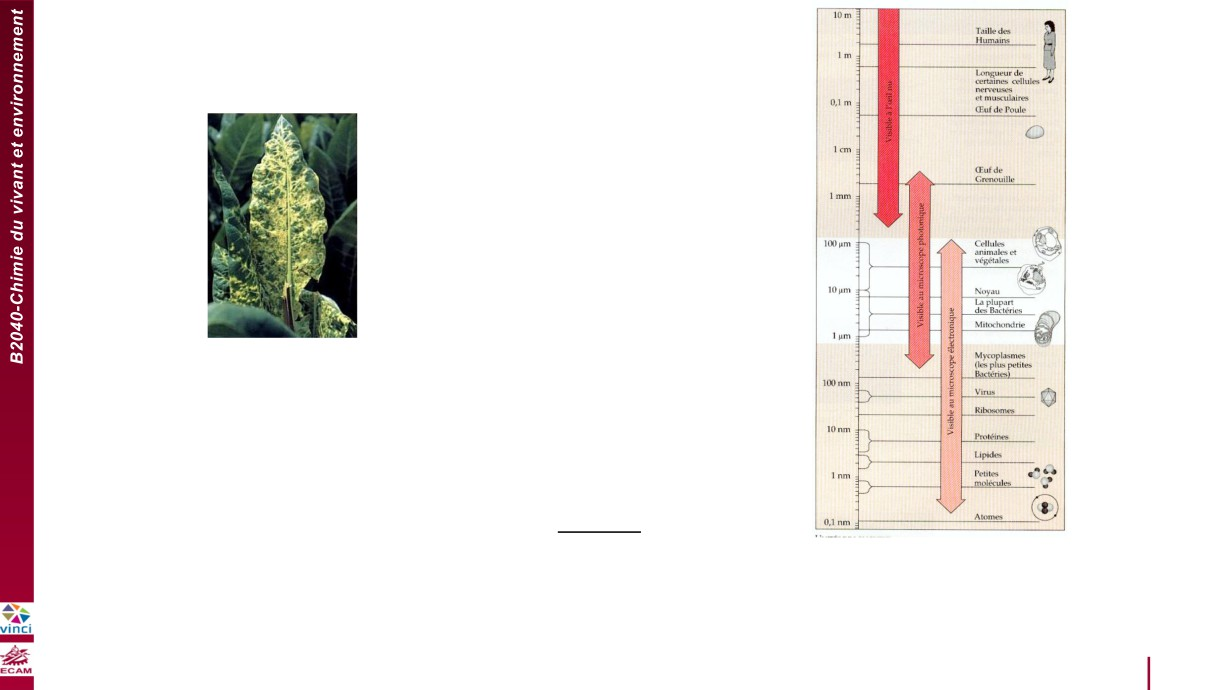 B2040-Chimie du vivant et environnement
vinci
ECAM
10 m
1 m
0,1 m
1 cm
1 mm
100 µm
10 µm
1 µm
100 nm
10 nm
1 nm
0,1 nm
Visible à l'œil nu
Visible au microscope photonique
Visible au microscope électronique
Taille des
Humains
Longueur de
certaines cellules
nerveuses
et musculaires
Œuf de Poule
Œuf de
Grenouille
Cellules
animales et
végétales
Noyau
La plupart
des Bactéries
Mitochondrie
Mycoplasmes
(les plus petites
Bactéries)
Virus
Ribosomes
Protéines
Lipides
Petites
molécules
Atomes